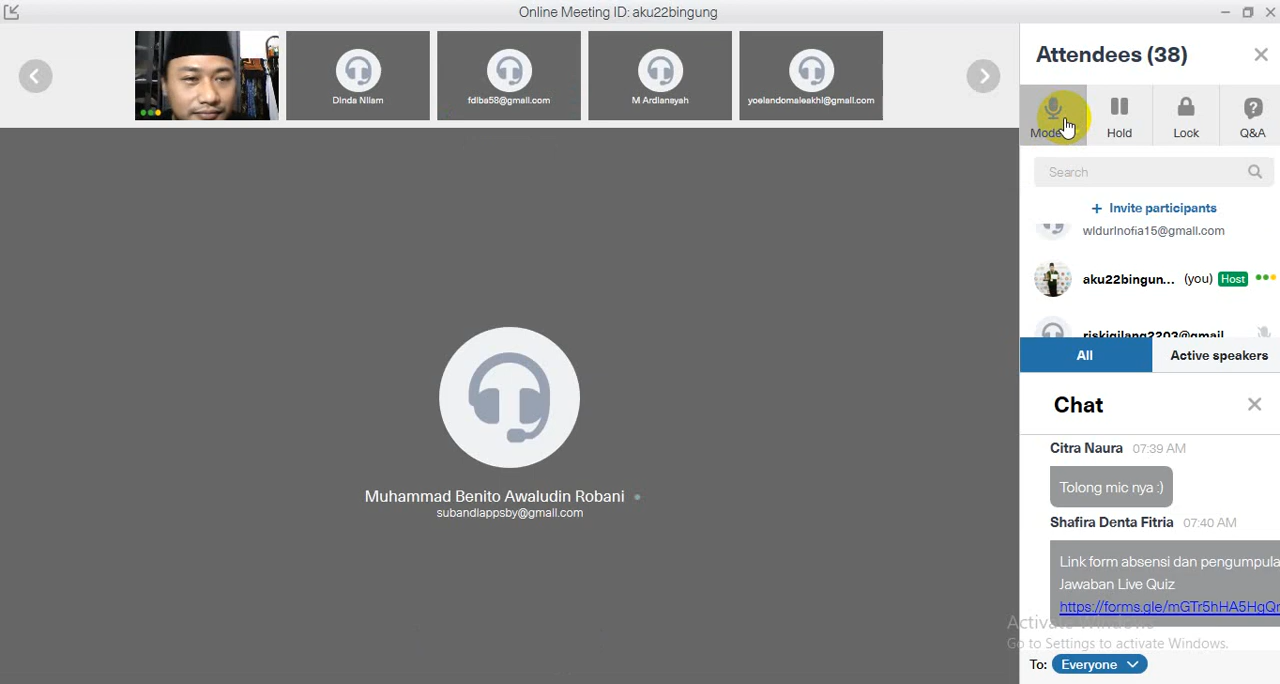 Online Meeting ID: aku22bingung
Dinda Nilam
fdiba58@gmail.com
M Ardiansyah
yoelandomaleakhi@gmail.com
Muhammad Benito Awaludin Robani
subandiappsby@gmail.com
Attendees (38)
Hold
Lock
Q&A
Search
+ Invite participants
widurinofia15@gmail.com
aku22bingun... (you) Host
All
Active speakers
Chat
Citra Naura 07:39 AM
Tolong mic nya :)
Shafira Denta Fitria 07:40 AM
Link form absensi dan pengumpula
Jawaban Live Quiz
Activate Windows
Go to Settings to activate Windows.
To: Everyone